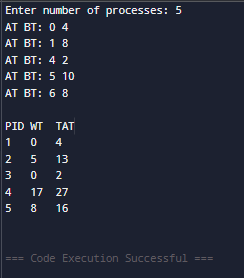 Enter number of processes: 5
AT BT: 0 4
AT BT: 1 8
AT BT: 4 2
AT BT: 5 10
AT BT: 6 8
PID WT TAT
1 0 4
2 5 13
3 0 2
4 17 27
5 8 16
=== Code Execution Successful ===